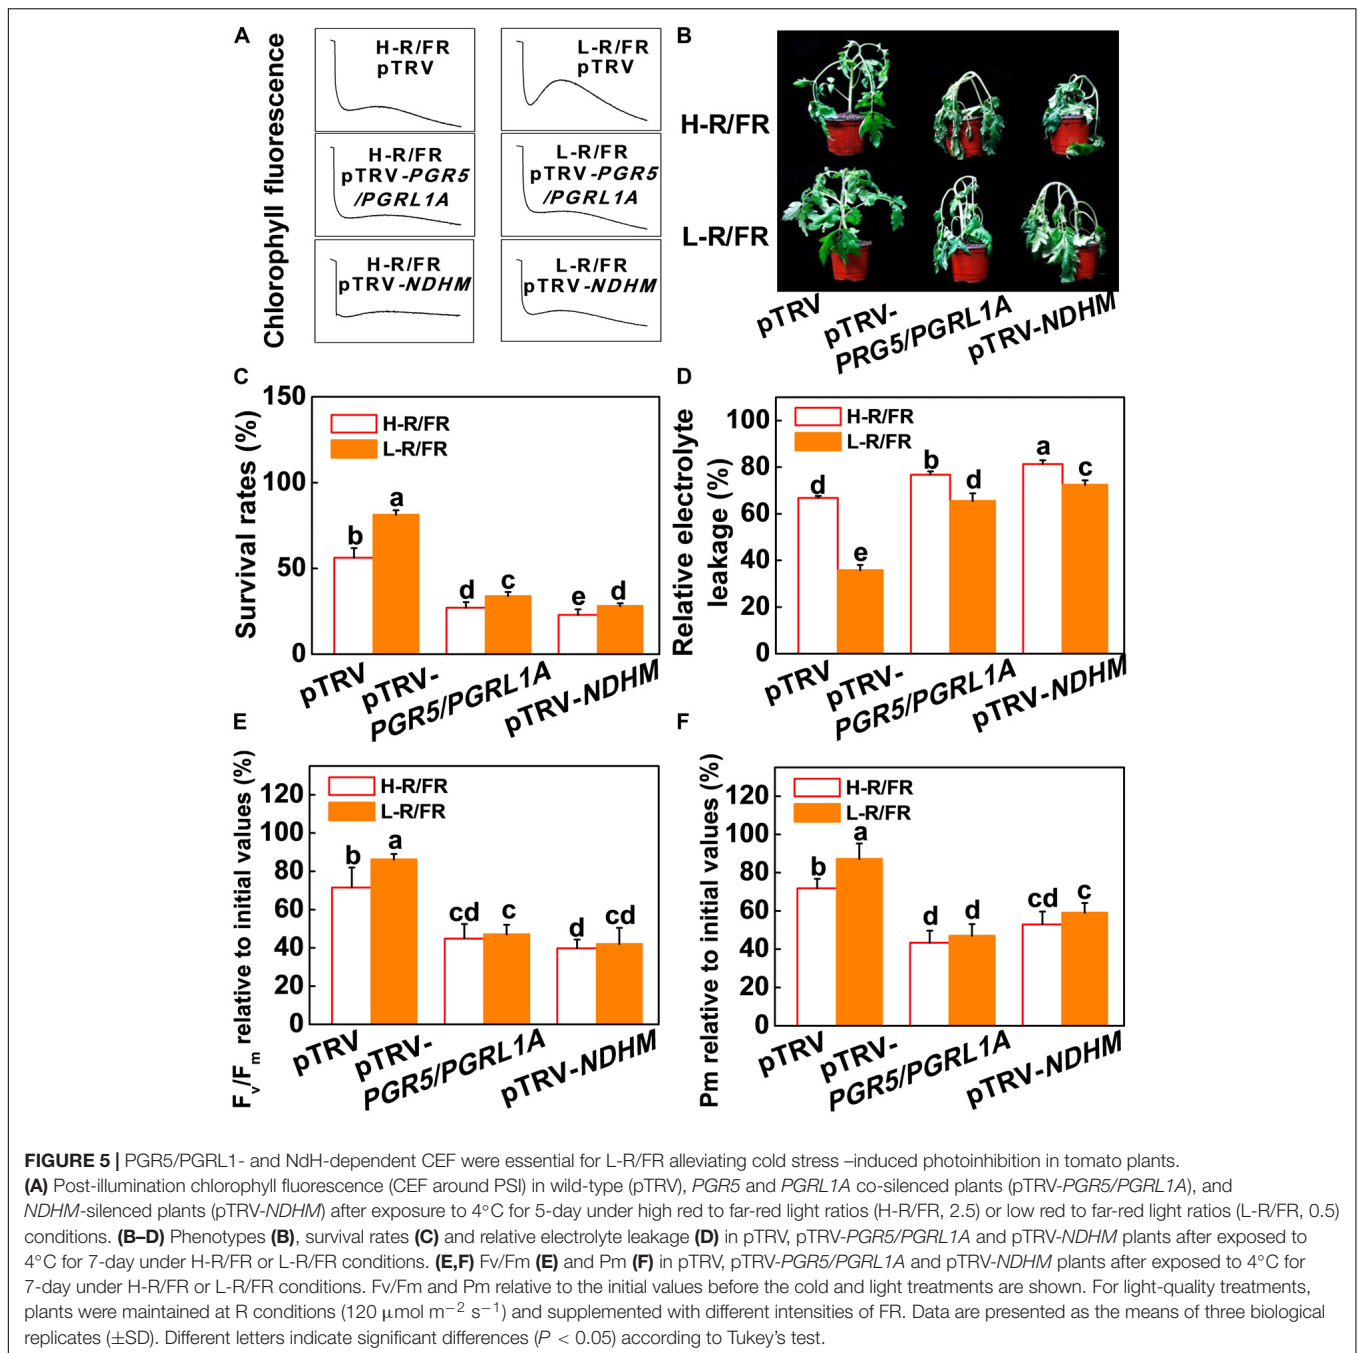 A
Chlorophyll fluorescence
H-R/FR
pTRV
L-R/FR
pTRV
H-R/FR
pTRV-PGR5
/PGRL1A
L-R/FR
pTRV-PGR5
/PGRL1A
H-R/FR
pTRV-NDHM
L-R/FR
pTRV-NDHM
B
H-R/FR
L-R/FR
pTRV
pTRV-
PRG5/PGRL1A
pTRV-NDHM
C
Survival rates (%)
150
100
50
0
H-R/FR
L-R/FR
b
a
d
c
e
d
pTRV
pTRV-
PGR5/PGRL1A
pTRV-NDHM
D
Relative electrolyte
leakage (%)
100
80
60
40
20
0
H-R/FR
L-R/FR
d
e
b
d
a
c
pTRV
pTRV-
PGR5/PGRL1A
pTRV-NDHM
E
Fv/Fm relative to initial values (%)
120
100
80
60
40
20
0
H-R/FR
L-R/FR
b
a
cd
c
d
cd
pTRV
pTRV-
PGR5/PGRL1A
pTRV-NDHM
F
Pm relative to initial values (%)
120
100
80
60
40
20
0
H-R/FR
L-R/FR
b
a
d
d
cd
c
pTRV
pTRV-
PGR5/PGRL1A
pTRV-NDHM
FIGURE 5 | PGR5/PGRL1- and NdH-dependent CEF were essential for L-R/FR alleviating cold stress –induced photoinhibition in tomato plants.
(A) Post-illumination chlorophyll fluorescence (CEF around PSI) in wild-type (pTRV), PGR5 and PGRL1A co-silenced plants (pTRV-PGR5/PGRL1A), and
NDHM-silenced plants (pTRV-NDHM) after exposure to 4°C for 5-day under high red to far-red light ratios (H-R/FR, 2.5) or low red to far-red light ratios (L-R/FR, 0.5)
conditions. (B–D) Phenotypes (B), survival rates (C) and relative electrolyte leakage (D) in pTRV, pTRV-PGR5/PGRL1A and pTRV-NDHM plants after exposed to
4°C for 7-day under H-R/FR or L-R/FR conditions. (E,F) Fv/Fm (E) and Pm (F) in pTRV, pTRV-PGR5/PGRL1A and pTRV-NDHM plants after exposed to 4°C for
7-day under H-R/FR or L-R/FR conditions. Fv/Fm and Pm relative to the initial values before the cold and light treatments are shown. For light-quality treatments,
plants were maintained at R conditions (120 μmol m−2 s−1) and supplemented with different intensities of FR. Data are presented as the means of three biological
replicates (±SD). Different letters indicate significant differences (P < 0.05) according to Tukey's test.